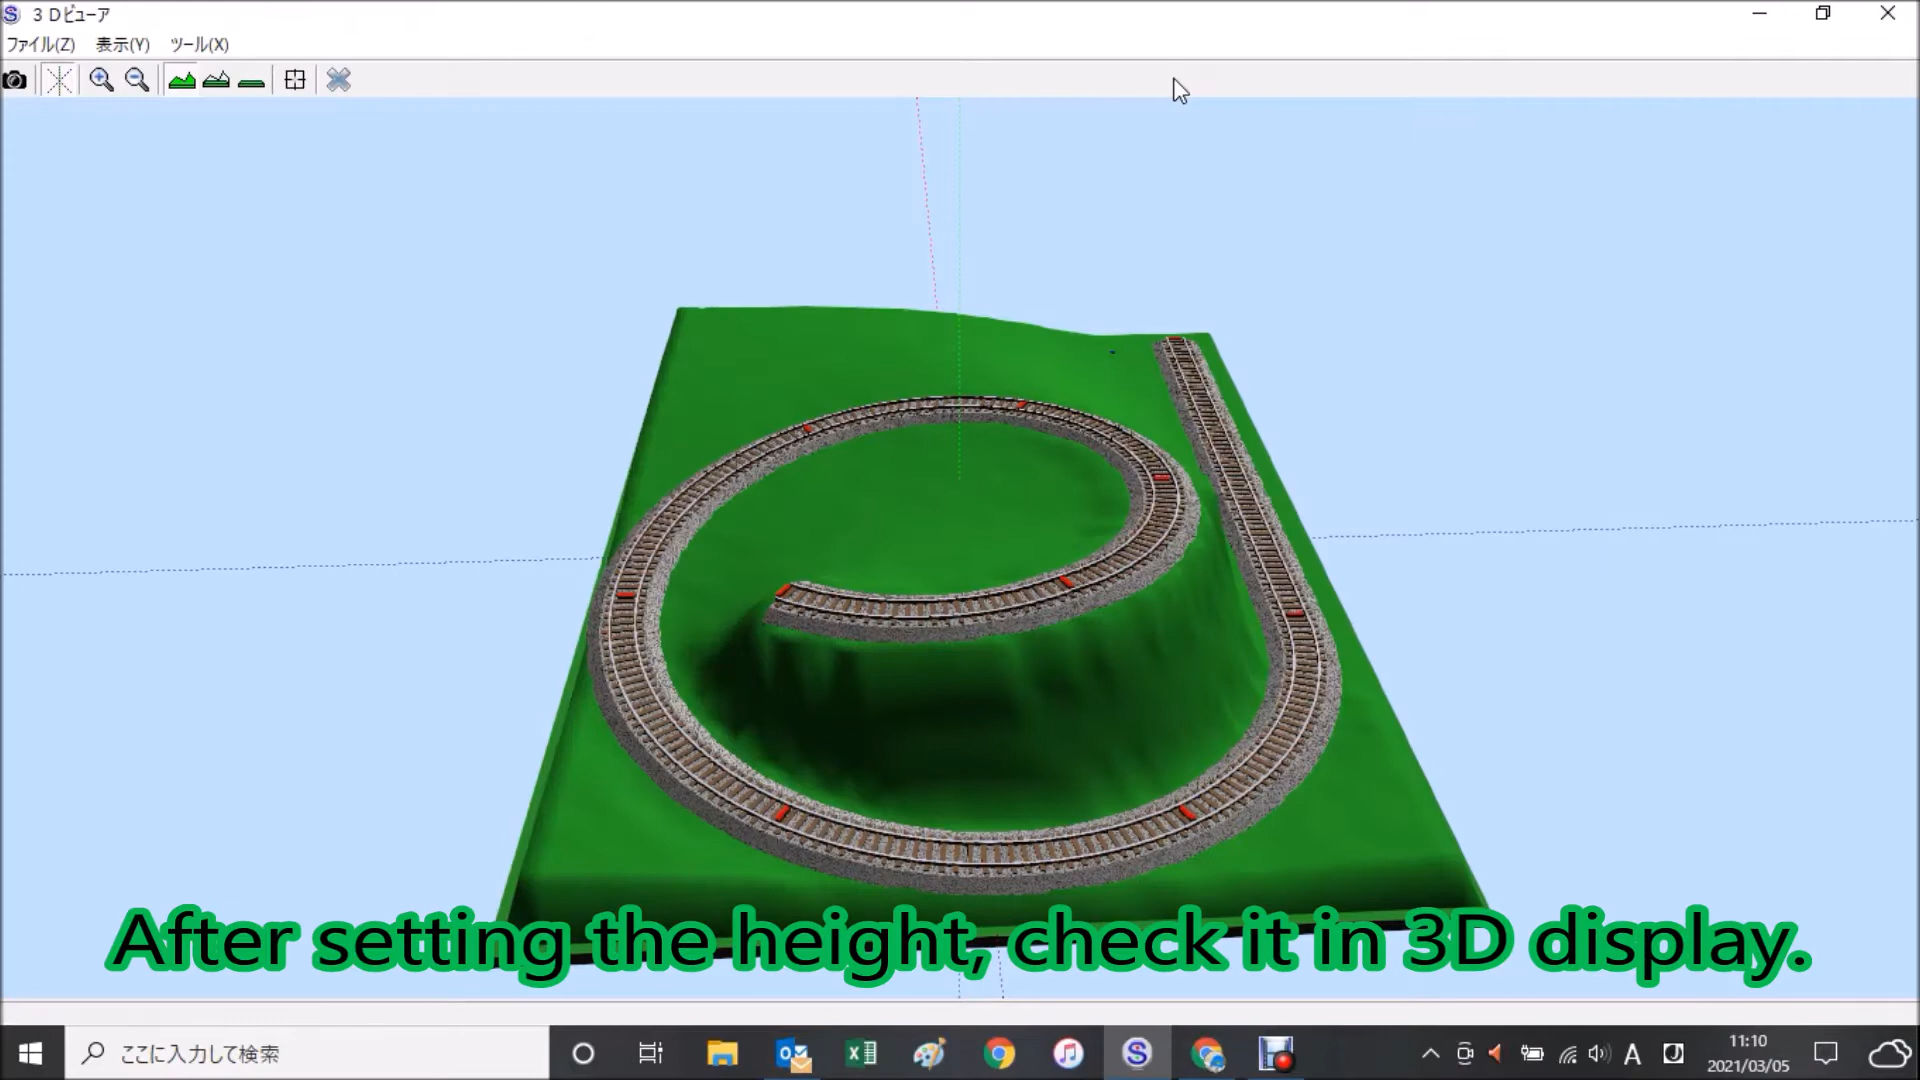 3Dビューア
ファイル(Z) 表示(Y) ツール(X)
After setting the height, check it in 3D display.
ここに入力して検索
A
11:10
2021/03/05